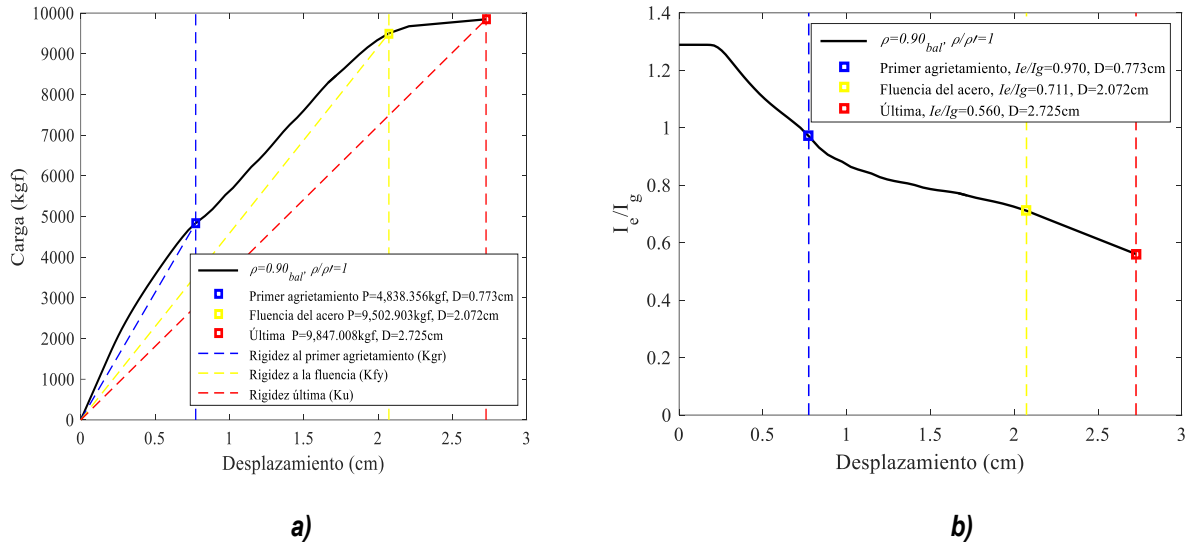 10000
9000
8000
7000
6000
5000
4000
3000
2000
1000
0
Carga (kgf)
ρ=0.90bal, ρ/ρ′=1
Primer agrietamiento P=4,838.356kgf, D=0.773cm
Fluencia del acero P=9,502.903kgf, D=2.072cm
Última P=9,847.008kgf, D=2.725cm
Rigidez al primer agrietamiento (Kgr)
Rigidez a la fluencia (Kfy)
Rigidez última (Ku)
0 0.5 1 1.5 2 2.5 3
Desplazamiento (cm)
a)
1.4
1.2
1
0.8
0.6
0.4
0.2
0
I_e/I_g
ρ=0.90bal, ρ/ρ′=1
Primer agrietamiento, Ie/Ig=0.970, D=0.773cm
Fluencia del acero, Ie/Ig=0.711, D=2.072cm
Última, Ie/Ig=0.560, D=2.725cm
0 0.5 1 1.5 2 2.5 3
Desplazamiento (cm)
b)